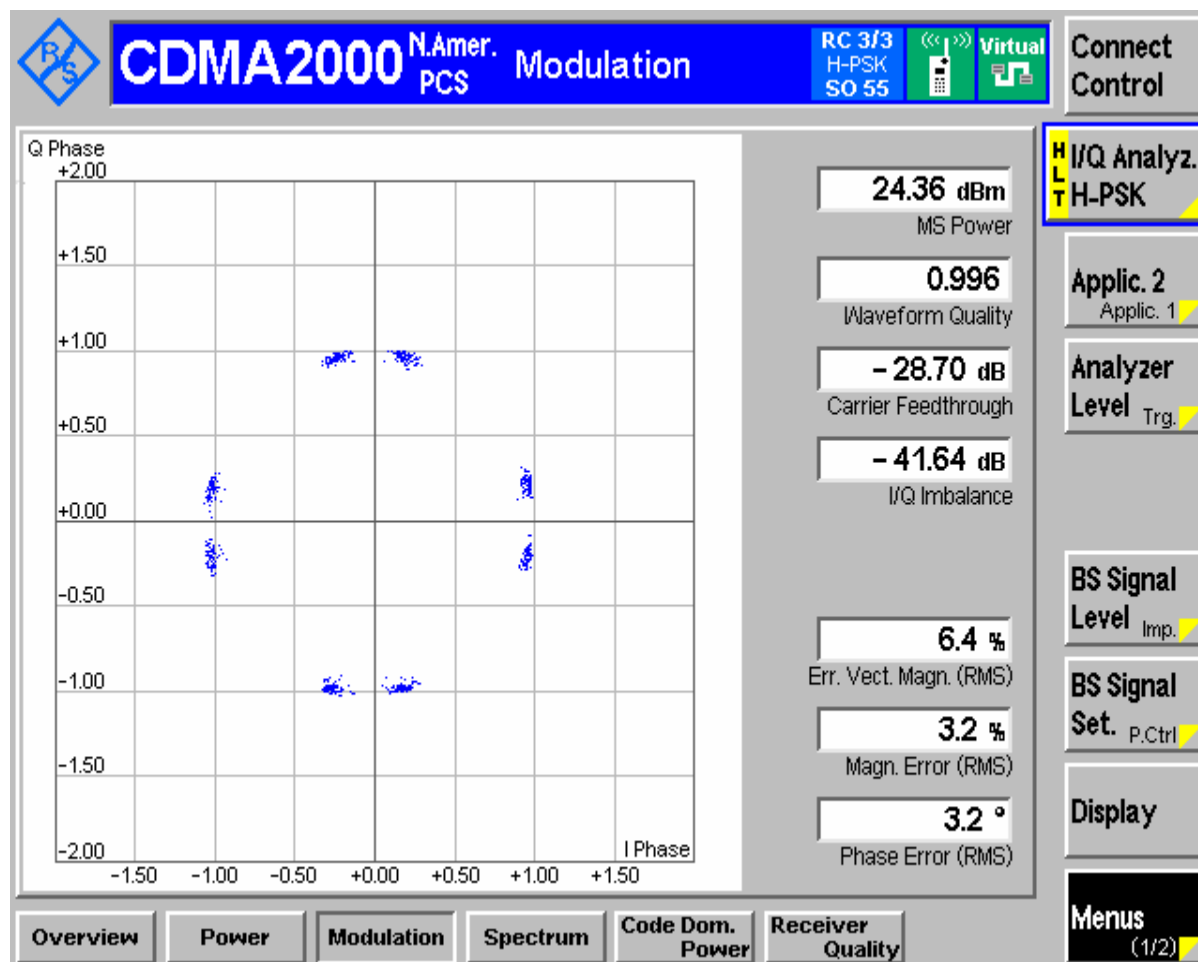 R&S
CDMA2000 N.Amer. PCS Modulation
RC 3/3
H-PSK
SO 55
Virtual
Connect Control
Q Phase
+2.00
+1.50
+1.00
+0.50
+0.00
-0.50
-1.00
-1.50
-2.00
I Phase
-1.50 -1.00 -0.50 +0.00 +0.50 +1.00 +1.50
24.36 dBm
MS Power
0.996
Waveform Quality
- 28.70 dB
Carrier Feedthrough
- 41.64 dB
I/Q Imbalance
6.4 %
Err. Vect. Magn. (RMS)
3.2 %
Magn. Error (RMS)
3.2 °
Phase Error (RMS)
HLT
I/Q Analyz.
H-PSK
Applic. 2
Applic. 1
Analyzer
Level Trg.
BS Signal
Level Imp.
BS Signal
Set. P.Ctrl
Display
Menus
(1/2)
Overview
Power
Modulation
Spectrum
Code Dom.
Power
Receiver
Quality